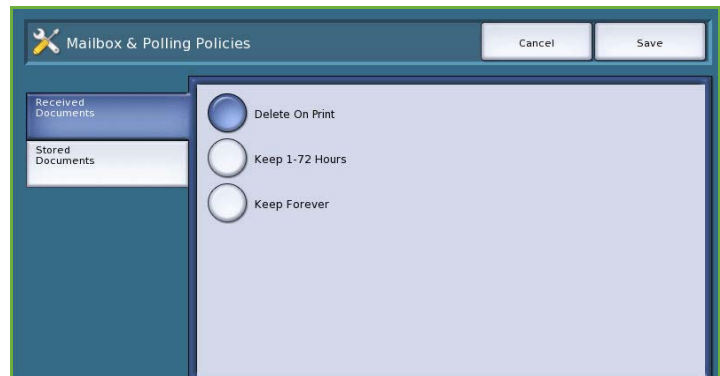 Mailbox & Polling Policies
Cancel
Save
Received
Documents
Stored
Documents
Delete On Print
Keep 1-72 Hours
Keep Forever